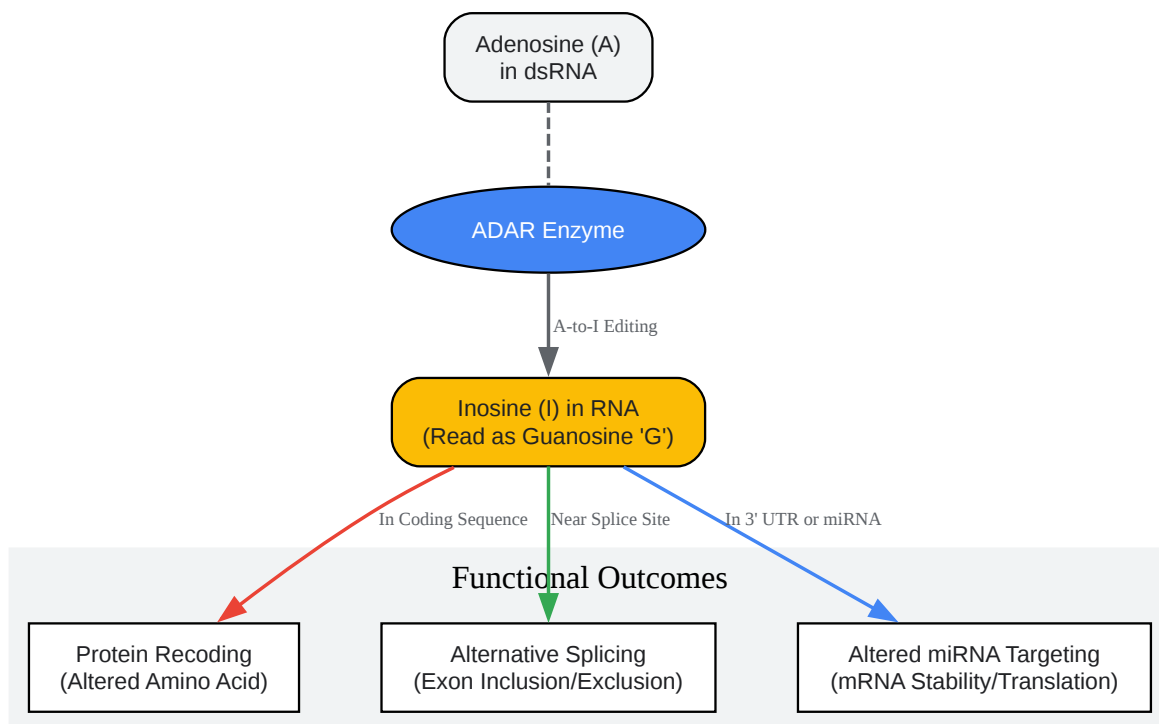 Adenosine (A)
in dsRNA
ADAR Enzyme
A-to-I Editing
Inosine (I) in RNA
(Read as Guanosine 'G')
In Coding Sequence
Near Splice Site
In 3' UTR or miRNA
Functional Outcomes
Protein Recoding
(Altered Amino Acid)
Alternative Splicing
(Exon Inclusion/Exclusion)
Altered miRNA Targeting
(mRNA Stability/Translation)